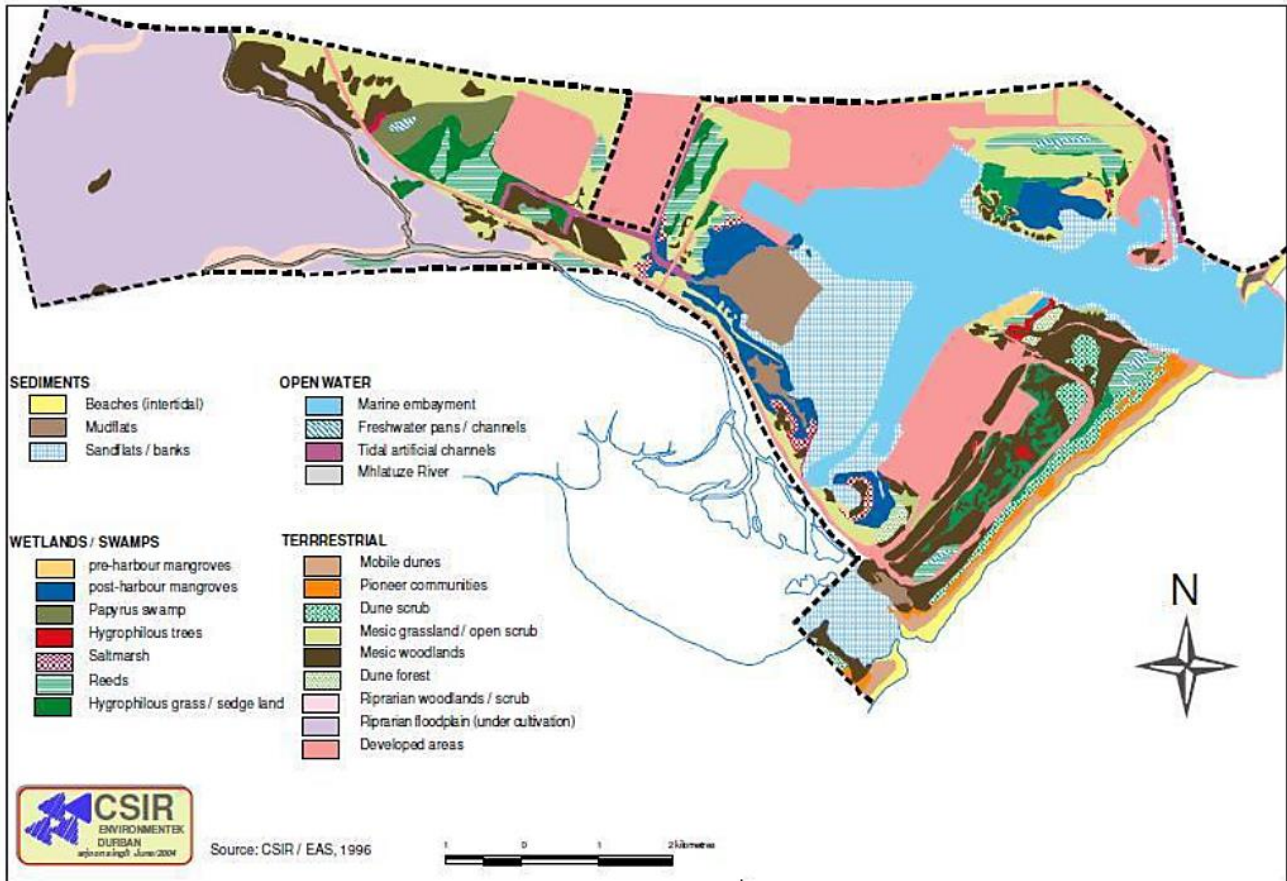 SEDIMENTS
Beaches (intertidal)
Mudflats
Sandflats / banks
OPEN WATER
Marine embayment
Freshwater pans / channels
Tidal artificial channels
Mhlatuze River
WETLANDS / SWAMPS
pre-harbour mangroves
post-harbour mangroves
Papyrus swamp
Hygrophilous trees
Saltmarsh
Reeds
Hygrophilous grass / sedge land
TERRRESTRIAL
Mobile dunes
Pioneer communities
Dune scrub
Mesic grassland / open scrub
Mesic woodlands
Dune forest
Riprarian woodlands / scrub
Riprarian floodplain (under cultivation)
Developed areas
N
CSIR
ENVIRONMENTEK
DURBAN
June/2004
Source: CSIR / EAS, 1996
1 0 1 2 kilometres